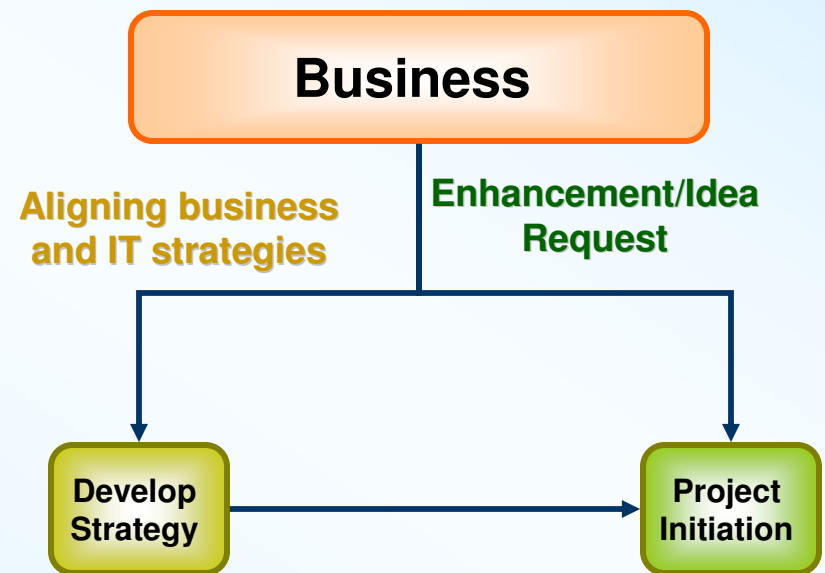 Business
Aligning business
and IT strategies
Enhancement/Idea
Request
Develop
Strategy
Project
Initiation